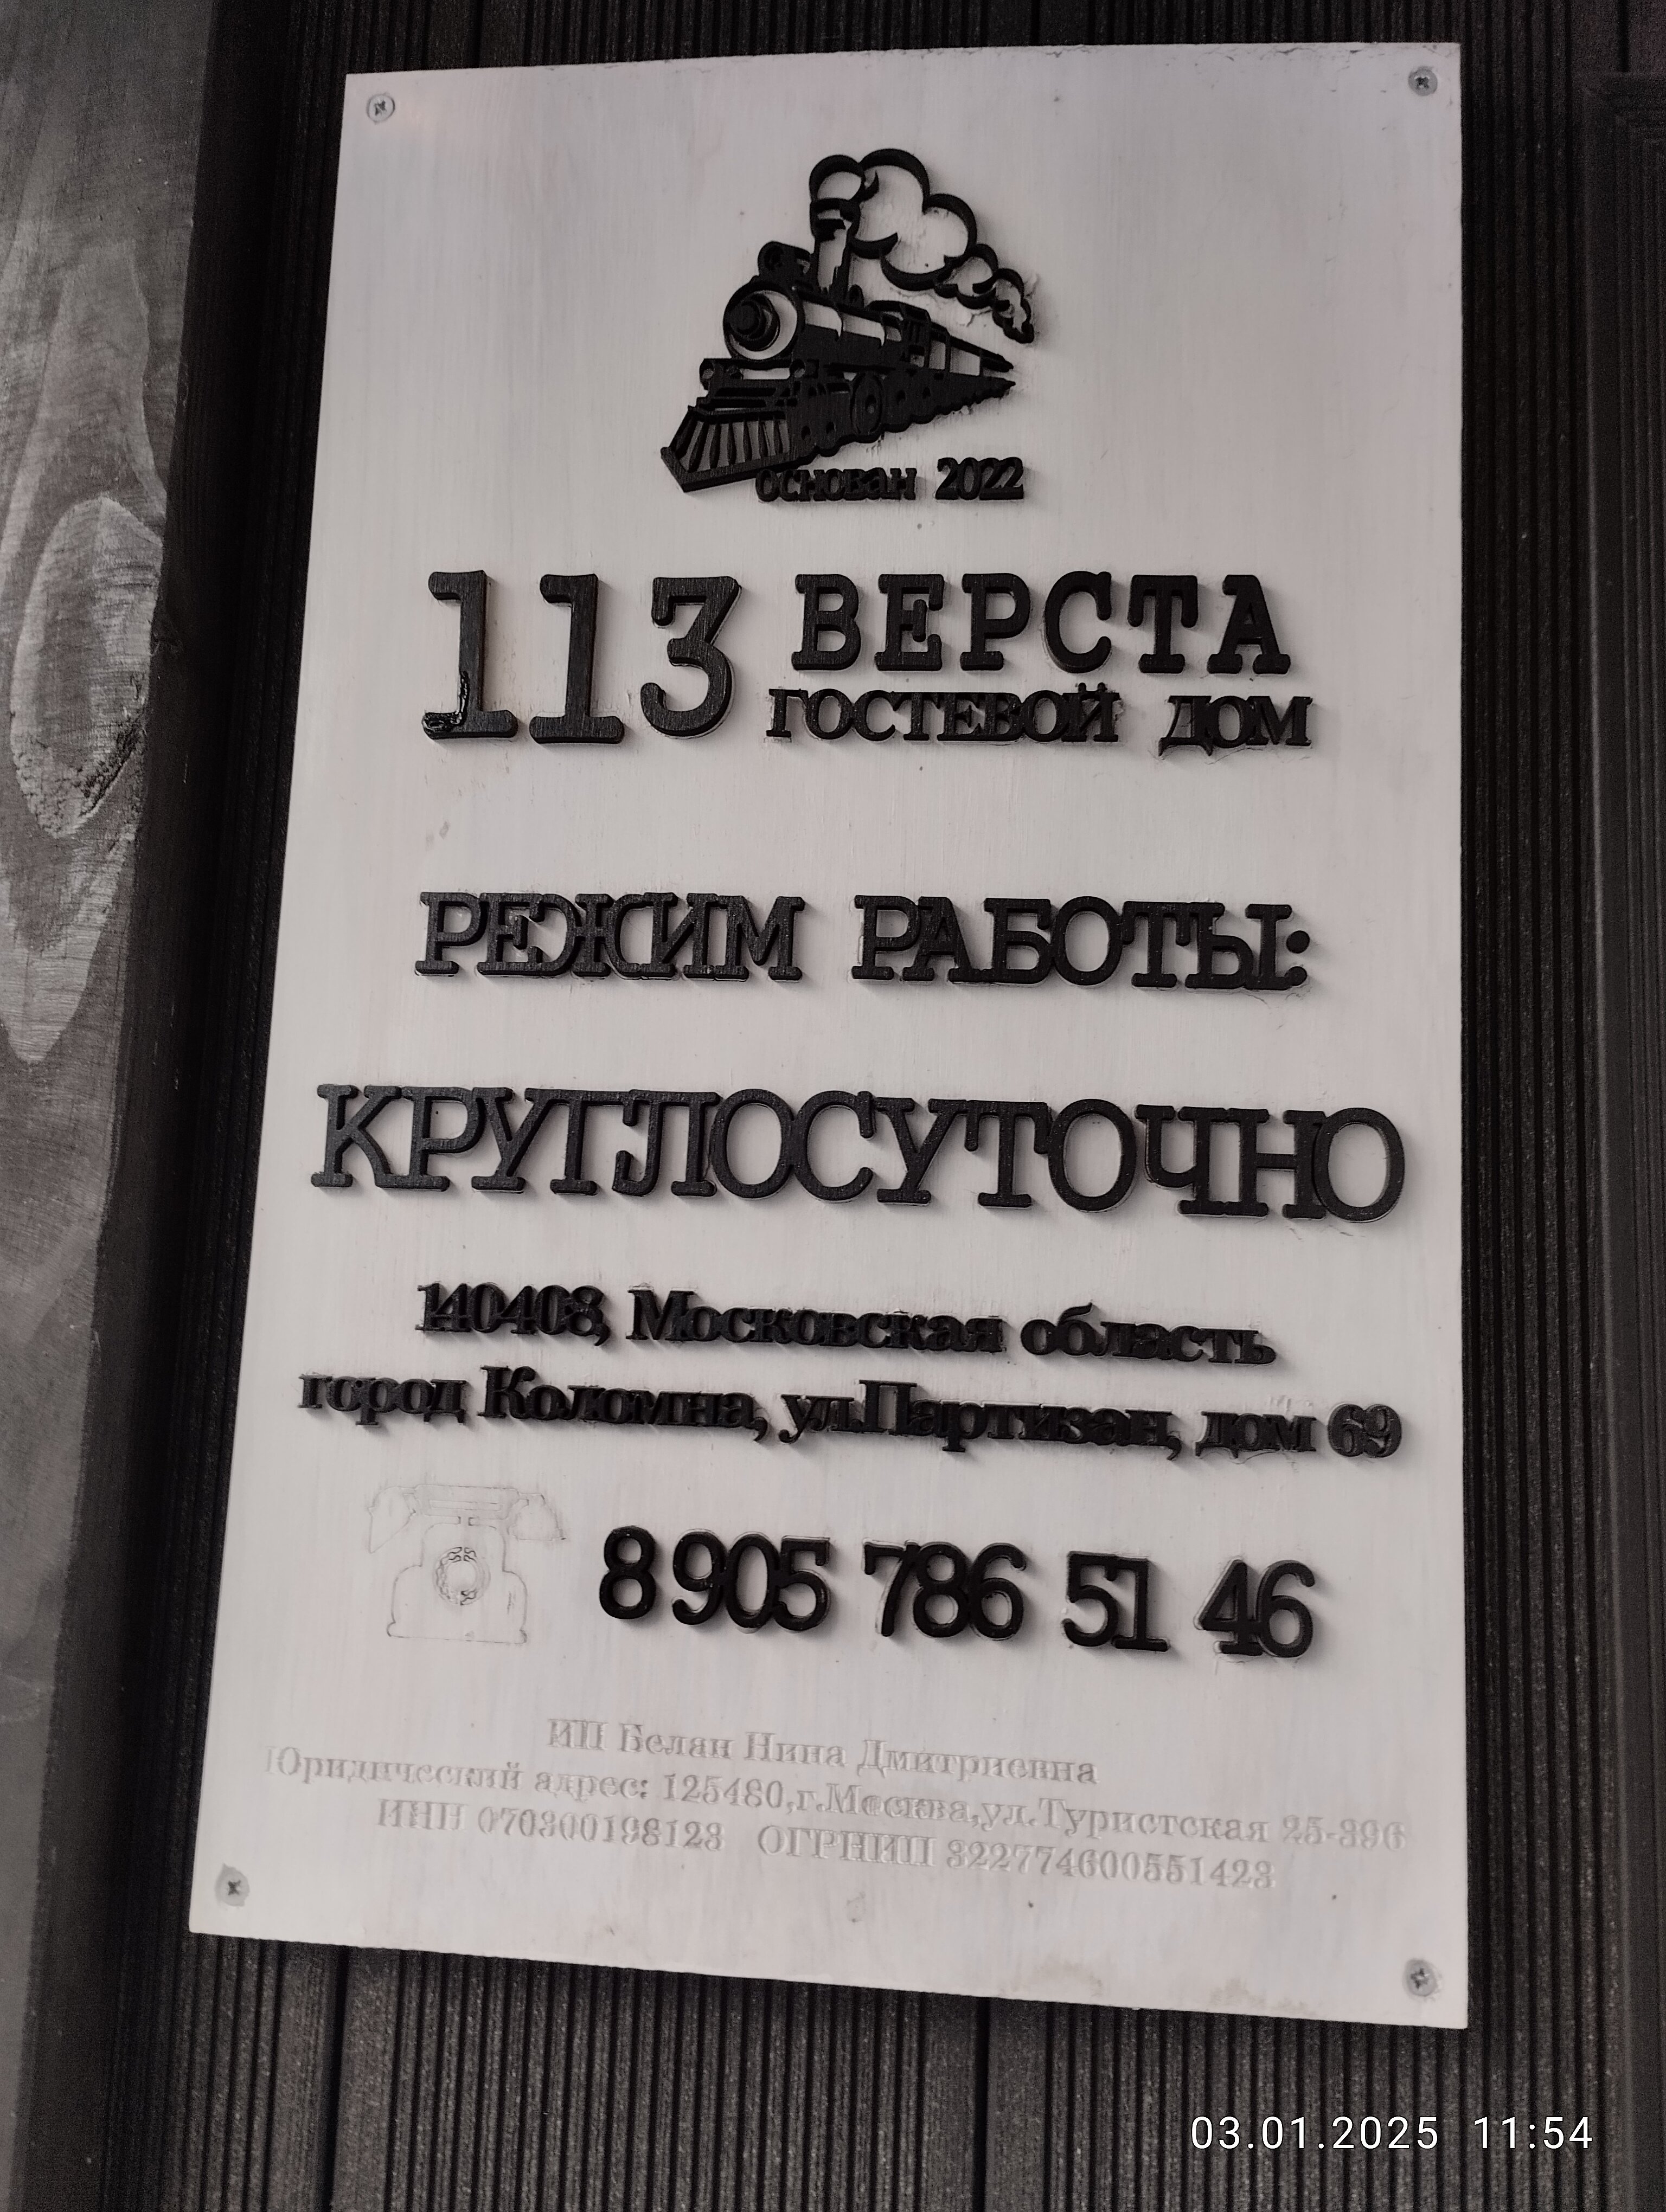 основан 2022
113 ВЕРСТА
ГОСТЕВОЙ ДОМ
РЕЖИМ РАБОТЫ:
КРУГЛОСУТОЧНО
140408, Московская область
город Коломна, ул.Партизан, дом 69
8 905 786 51 46
ИП Белан Нина Дмитриевна
Юридический адрес: 125480,г.Москва,ул.Туристская 25-396
ИНН 070300198123 ОГРНИП 322774600551423
03.01.2025 11:54